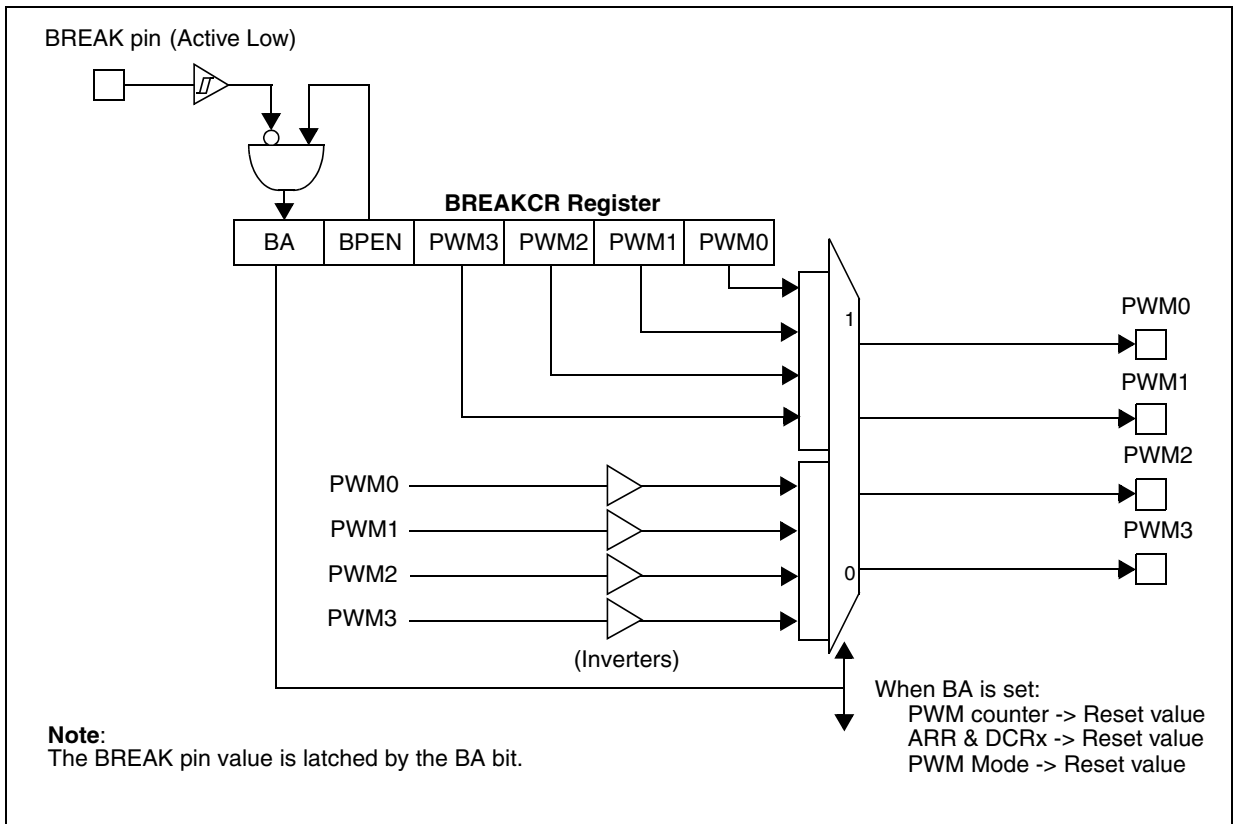 BREAK pin (Active Low)
BREAKCR Register
BA BPEN PWM3 PWM2 PWM1 PWM0
1
PWM0
PWM1
PWM2
PWM3
PWM0
PWM1
PWM2
PWM3
0
(Inverters)
When BA is set:
PWM counter -> Reset value
ARR & DCRx -> Reset value
PWM Mode -> Reset value
Note:
The BREAK pin value is latched by the BA bit.